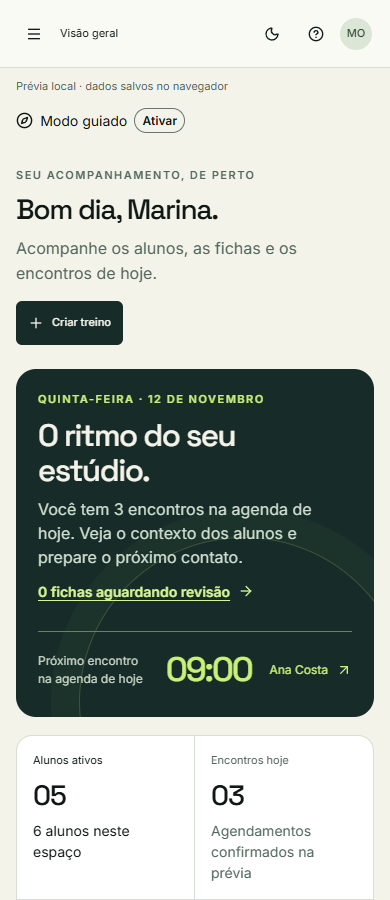 Visão geral
MO
Prévia local · dados salvos no navegador
Modo guiado
Ativar
SEU ACOMPANHAMENTO, DE PERTO
Bom dia, Marina.
Acompanhe os alunos, as fichas e os
encontros de hoje.
Criar treino
QUINTA-FEIRA · 12 DE NOVEMBRO
O ritmo do seu
estúdio.
Você tem 3 encontros na agenda de
hoje. Veja o contexto dos alunos e
prepare o próximo contato.
0 fichas aguardando revisão
Próximo encontro
na agenda de hoje
09:00
Ana Costa
Alunos ativos
05
6 alunos neste
espaço
Encontros hoje
03
Agendamentos
confirmados na
prévia